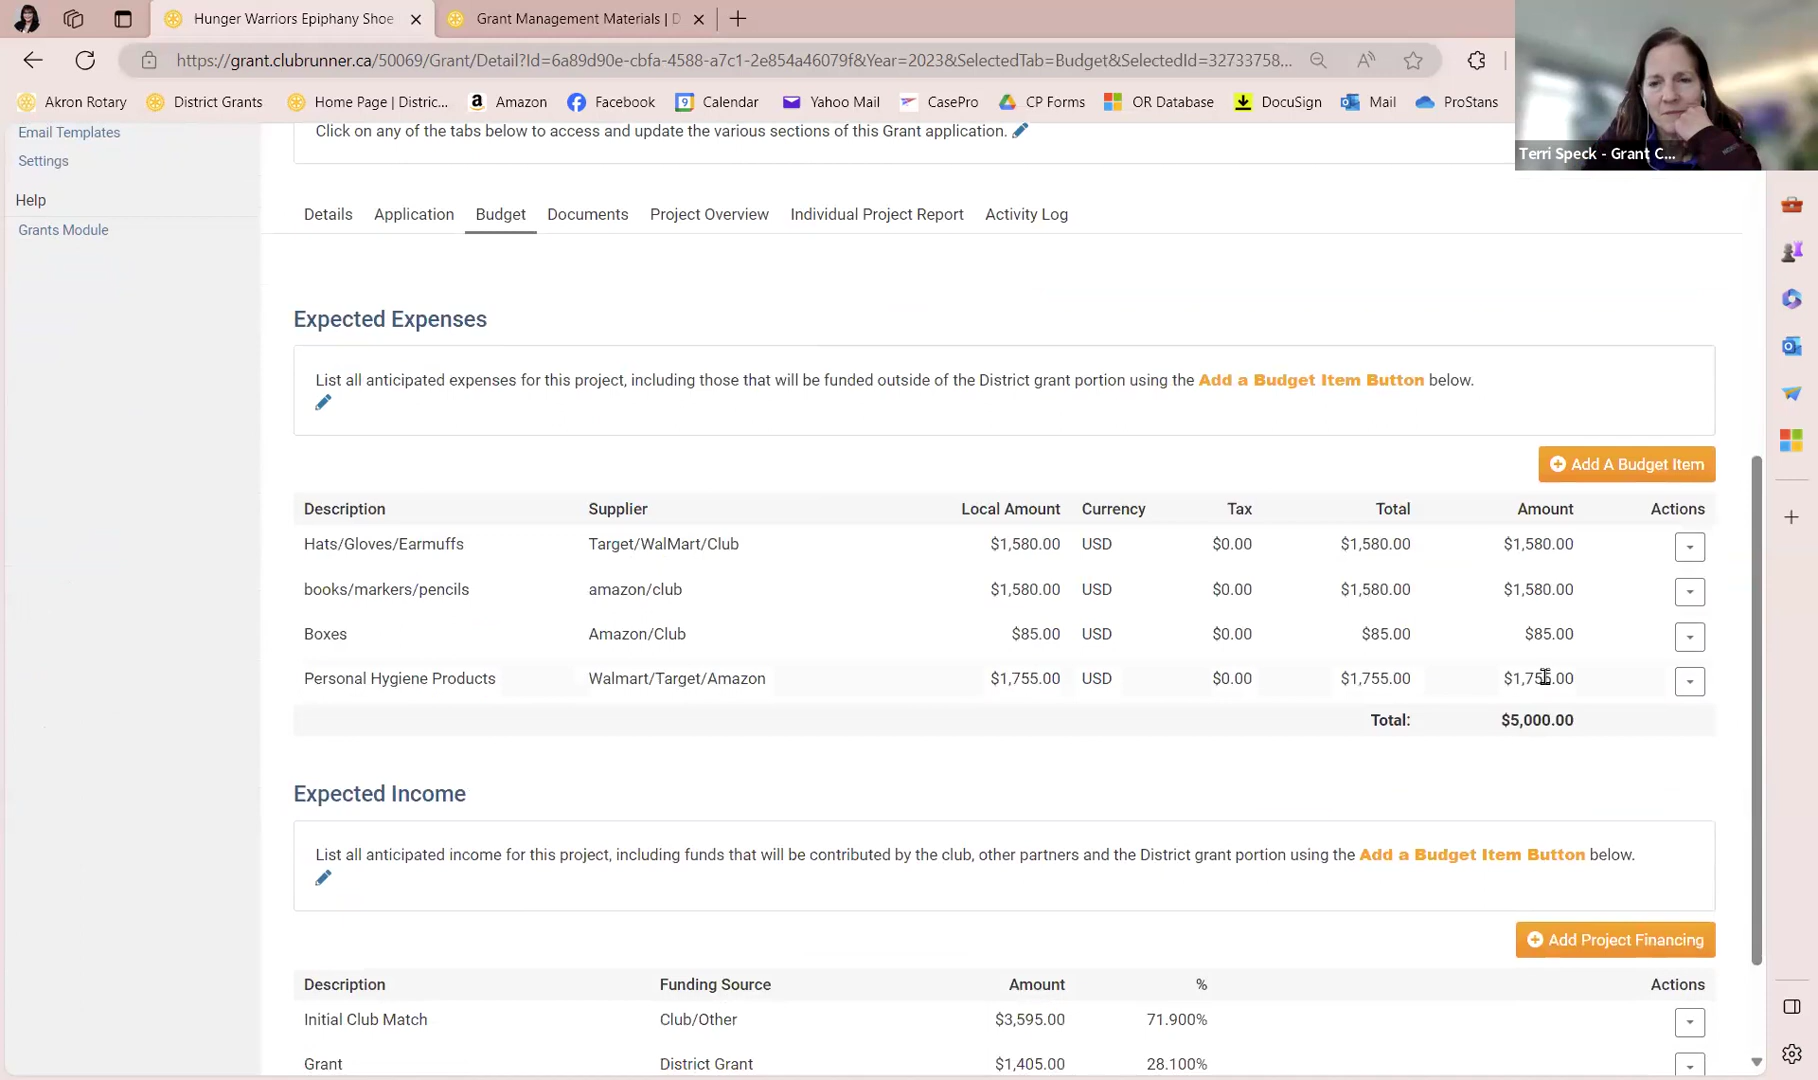 Hunger Warriors Epiphany Shoe
Grant Management Materials | D
https://grant.clubrunner.ca/50069/Grant/Detail?Id=6a89d90e-cbfa-4588-a7c1-2e854a46079f&Year=2023&SelectedTab=Budget&SelectedId=32733758...
Akron Rotary District Grants Home Page | Distric... Amazon Facebook Calendar Yahoo Mail CasePro CP Forms OR Database DocuSign Mail ProStans
Terri Speck - Grant C...
Email Templates
Settings
Help
Grants Module
Click on any of the tabs below to access and update the various sections of this Grant application.
Details Application Budget Documents Project Overview Individual Project Report Activity Log
Expected Expenses
List all anticipated expenses for this project, including those that will be funded outside of the District grant portion using the Add a Budget Item Button below.
Add A Budget Item
Description Supplier Local Amount Currency Tax Total Amount Actions
Hats/Gloves/Earmuffs Target/WalMart/Club $1,580.00 USD $0.00 $1,580.00 $1,580.00
books/markers/pencils amazon/club $1,580.00 USD $0.00 $1,580.00 $1,580.00
Boxes Amazon/Club $85.00 USD $0.00 $85.00 $85.00
Personal Hygiene Products Walmart/Target/Amazon $1,755.00 USD $0.00 $1,755.00 $1,755.00
Total: $5,000.00
Expected Income
List all anticipated income for this project, including funds that will be contributed by the club, other partners and the District grant portion using the Add a Budget Item Button below.
Add Project Financing
Description Funding Source Amount % Actions
Initial Club Match Club/Other $3,595.00 71.900%
Grant District Grant $1,405.00 28.100%